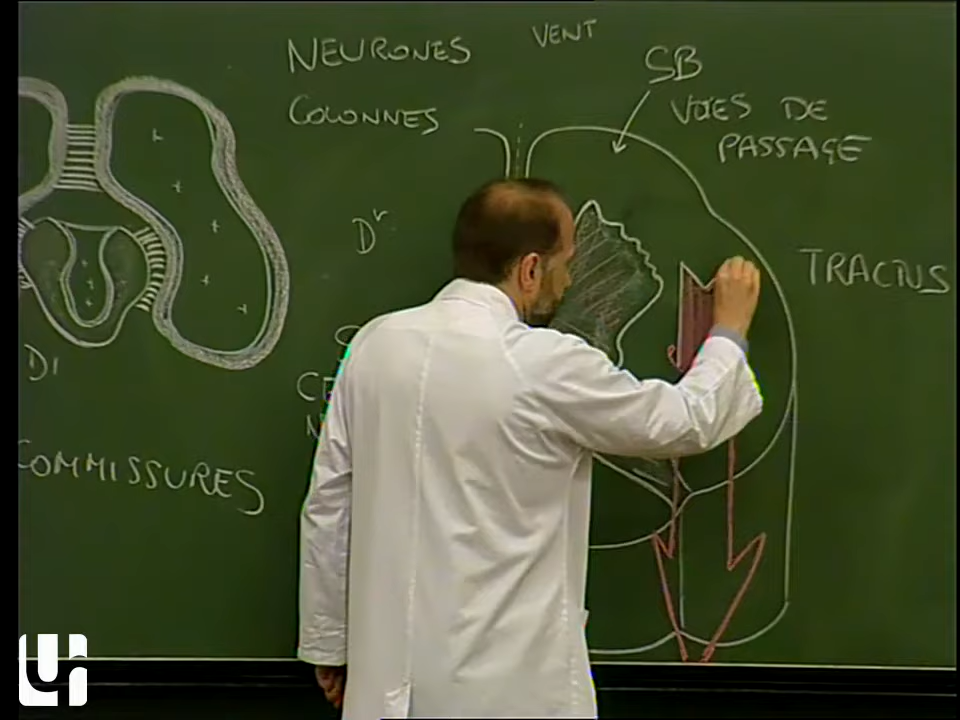 NEURONES
VENT
SB
COLONNES
VOIES DE
PASSAGE
Dr
TRACTUS
DI
COMMISSURES